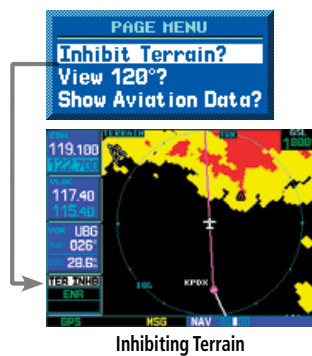 PAGE MENU
Inhibit Terrain?
View 120°?
Show Aviation Data?
COM
119.100
122.700
VLOC
117.40
115.40
VOR UBG
RAD 026°
DIS 28.6
TER INHB
ENR
GPS
TERRAIN
TRK
GSL
1800
KPDX
10
MSG
NAV
Inhibiting Terrain